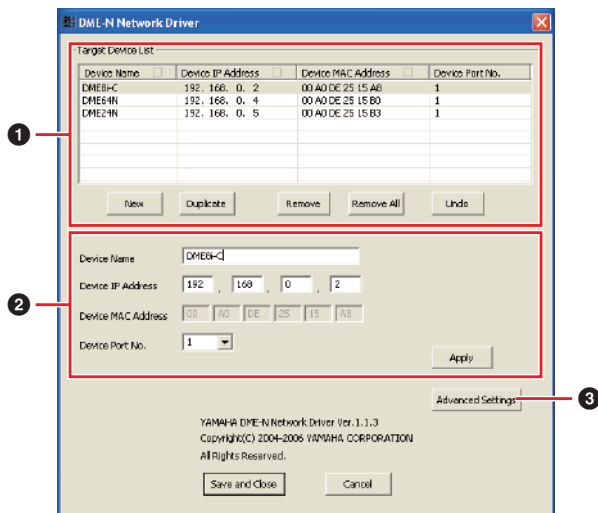 DME-N Network Driver
Target Device List
Device Name Device IP Address Device MAC Address Device Port No.
DME8i-C 192. 168. 0. 2 00 A0 DE 25 15 A8 1
DME64N 192. 168. 0. 4 00 A0 DE 25 15 B0 1
DME24N 192. 168. 0. 5 00 A0 DE 25 15 B3 1
1
New Duplicate Remove Remove All Undo
Device Name DME8i-C
Device IP Address 192 . 168 . 0 . 2
2
Device MAC Address 00 A0 DE 25 15 A8
Device Port No. 1
Apply
Advanced Settings 3
YAMAHA DME-N Network Driver Ver.1.1.3
Copyright(C) 2004-2006 YAMAHA CORPORATION
All Rights Reserved.
Save and Close Cancel